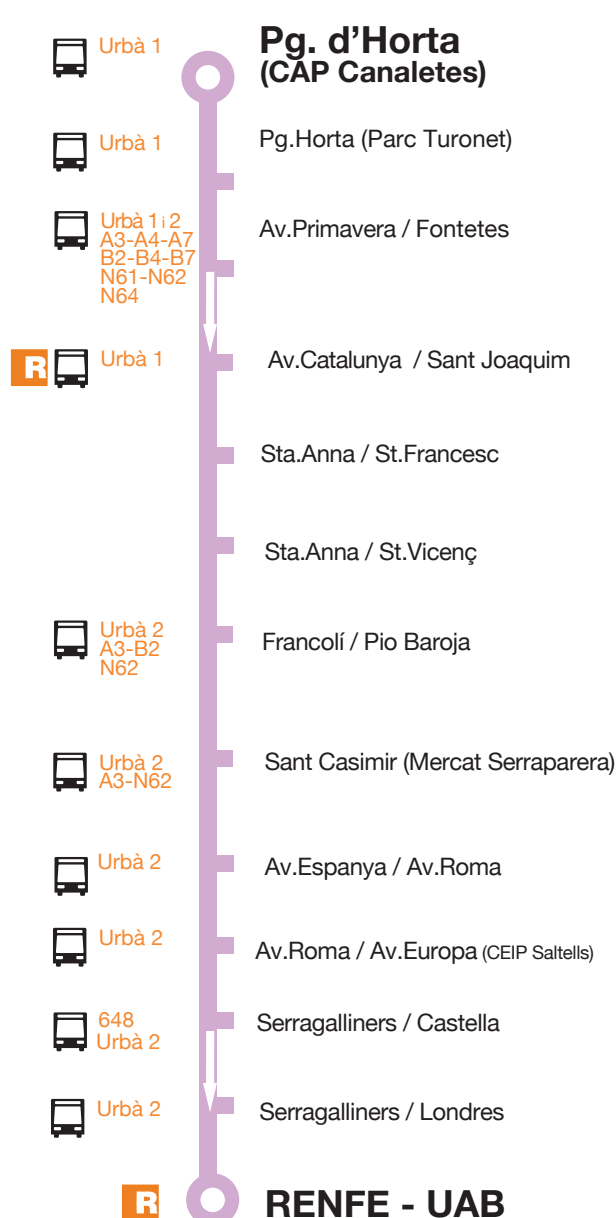 Urbà 1
Pg. d’Horta
(CAP Canaletes)
Urbà 1
Pg.Horta (Parc Turonet)
Urbà 1 i 2
A3-A4-A7
B2-B4-B7
N61-N62
N64
Av.Primavera / Fontetes
R
Urbà 1
Av.Catalunya / Sant Joaquim
Sta.Anna / St.Francesc
Sta.Anna / St.Vicenç
Urbà 2
A3-B2
N62
Francolí / Pio Baroja
Urbà 2
A3-N62
Sant Casimir (Mercat Serraparera)
Urbà 2
Av.Espanya / Av.Roma
Urbà 2
Av.Roma / Av.Europa (CEIP Saltells)
648
Urbà 2
Serragalliners / Castella
Urbà 2
Serragalliners / Londres
R
RENFE - UAB